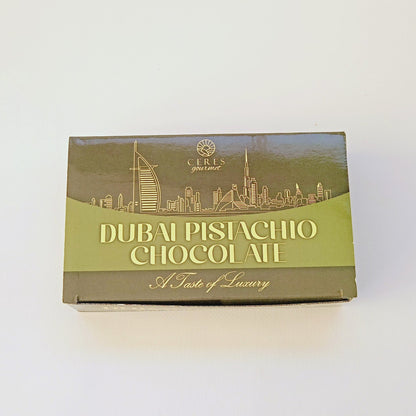 CERES
gourmet
DUBAI PISTACHIO
CHOCOLATE
A Taste of Luxury